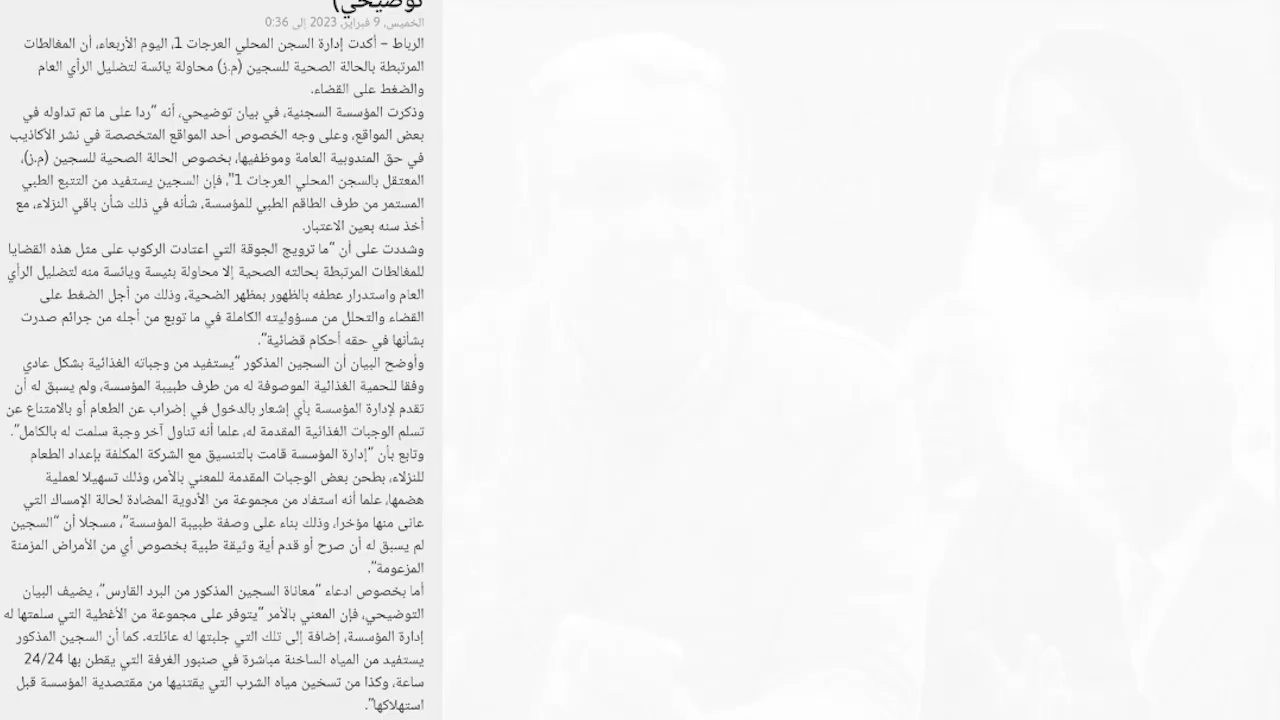 توضيحي)
الخميس, 9 فبراير, 2023 إلى 0:36
الرباط – أكدت إدارة السجن المحلي العرجات 1، اليوم الأربعاء، أن المغالطات
المرتبطة بالحالة الصحية للسجين (م.ز) محاولة يائسة لتضليل الرأي العام
والضغط على القضاء.
وذكرت المؤسسة السجنية، في بيان توضيحي، أنه “ردا على ما تم تداوله في
بعض المواقع، وعلى وجه الخصوص أحد المواقع المتخصصة في نشر الأكاذيب
في حق المندوبية العامة وموظفيها، بخصوص الحالة الصحية للسجين (م.ز)،
المعتقل بالسجن المحلي العرجات 1"، فإن السجين يستفيد من التتبع الطبي
المستمر من طرف الطاقم الطبي للمؤسسة، شأنه في ذلك شأن باقي النزلاء، مع
أخذ سنه بعين الاعتبار.
وشددت على أن “ما ترويج الجوقة التي اعتادت الركوب على مثل هذه القضايا
للمغالطات المرتبطة بحالته الصحية إلا محاولة بئيسة ويائسة منه لتضليل الرأي
العام واستدرار عطفه بالظهور بمظهر الضحية، وذلك من أجل الضغط على
القضاء والتحلل من مسؤوليته الكاملة في ما توبع من أجله من جرائم صدرت
بشأنها في حقه أحكام قضائية”.
وأوضح البيان أن السجين المذكور “يستفيد من وجباته الغذائية بشكل عادي
وفقا للحمية الغذائية الموصوفة له من طرف طبيبة المؤسسة، ولم يسبق له أن
تقدم لإدارة المؤسسة بأي إشعار بالدخول في إضراب عن الطعام أو بالامتناع عن
تسلم الوجبات الغذائية المقدمة له، علما أنه تناول آخر وجبة سلمت له بالكامل”.
وتابع بأن “إدارة المؤسسة قامت بالتنسيق مع الشركة المكلفة بإعداد الطعام
للنزلاء، بطحن بعض الوجبات المقدمة للمعني بالأمر، وذلك تسهيلا لعملية
هضمها، علما أنه استفاد من مجموعة من الأدوية المضادة لحالة الإمساك التي
عانى منها مؤخرا، وذلك بناء على وصفة طبيبة المؤسسة”، مسجلا أن “السجين
لم يسبق له أن صرح أو قدم أية وثيقة طبية بخصوص أي من الأمراض المزمنة
المزعومة”.
أما بخصوص ادعاء “معاناة السجين المذكور من البرد القارس”، يضيف البيان
التوضيحي، فإن المعني بالأمر “يتوفر على مجموعة من الأغطية التي سلمتها له
إدارة المؤسسة، إضافة إلى تلك التي جلبتها له عائلته. كما أن السجين المذكور
يستفيد من المياه الساخنة مباشرة في صنبور الغرفة التي يقطن بها 24/24
ساعة، وكذا من تسخين مياه الشرب التي يقتنيها من مقتصدية المؤسسة قبل
استهلاكها”.